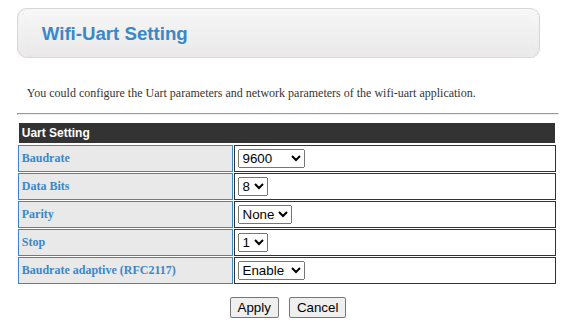 Wifi-Uart Setting
You could configure the Uart parameters and network parameters of the wifi-uart application.
Uart Setting
Baudrate 9600
Data Bits 8
Parity None
Stop 1
Baudrate adaptive (RFC2117) Enable
Apply Cancel